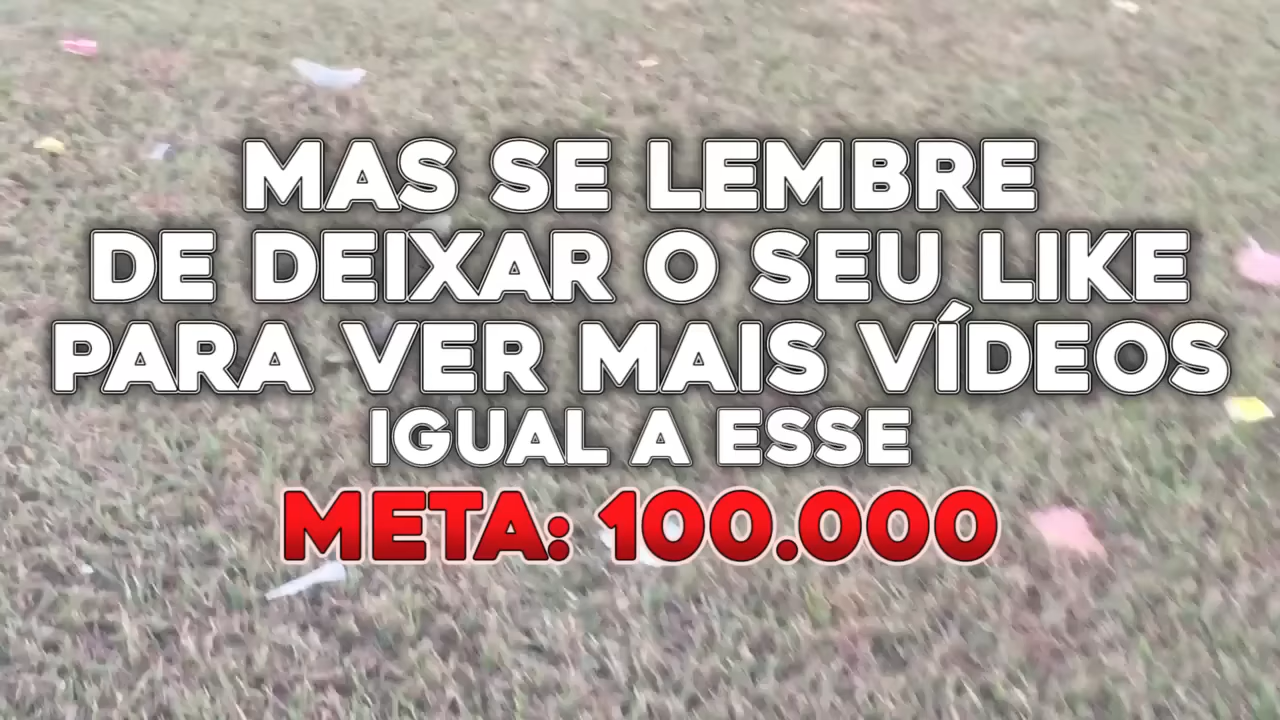 MAS SE LEMBRE
DE DEIXAR O SEU LIKE
PARA VER MAIS VÍDEOS
IGUAL A ESSE
META: 100.000